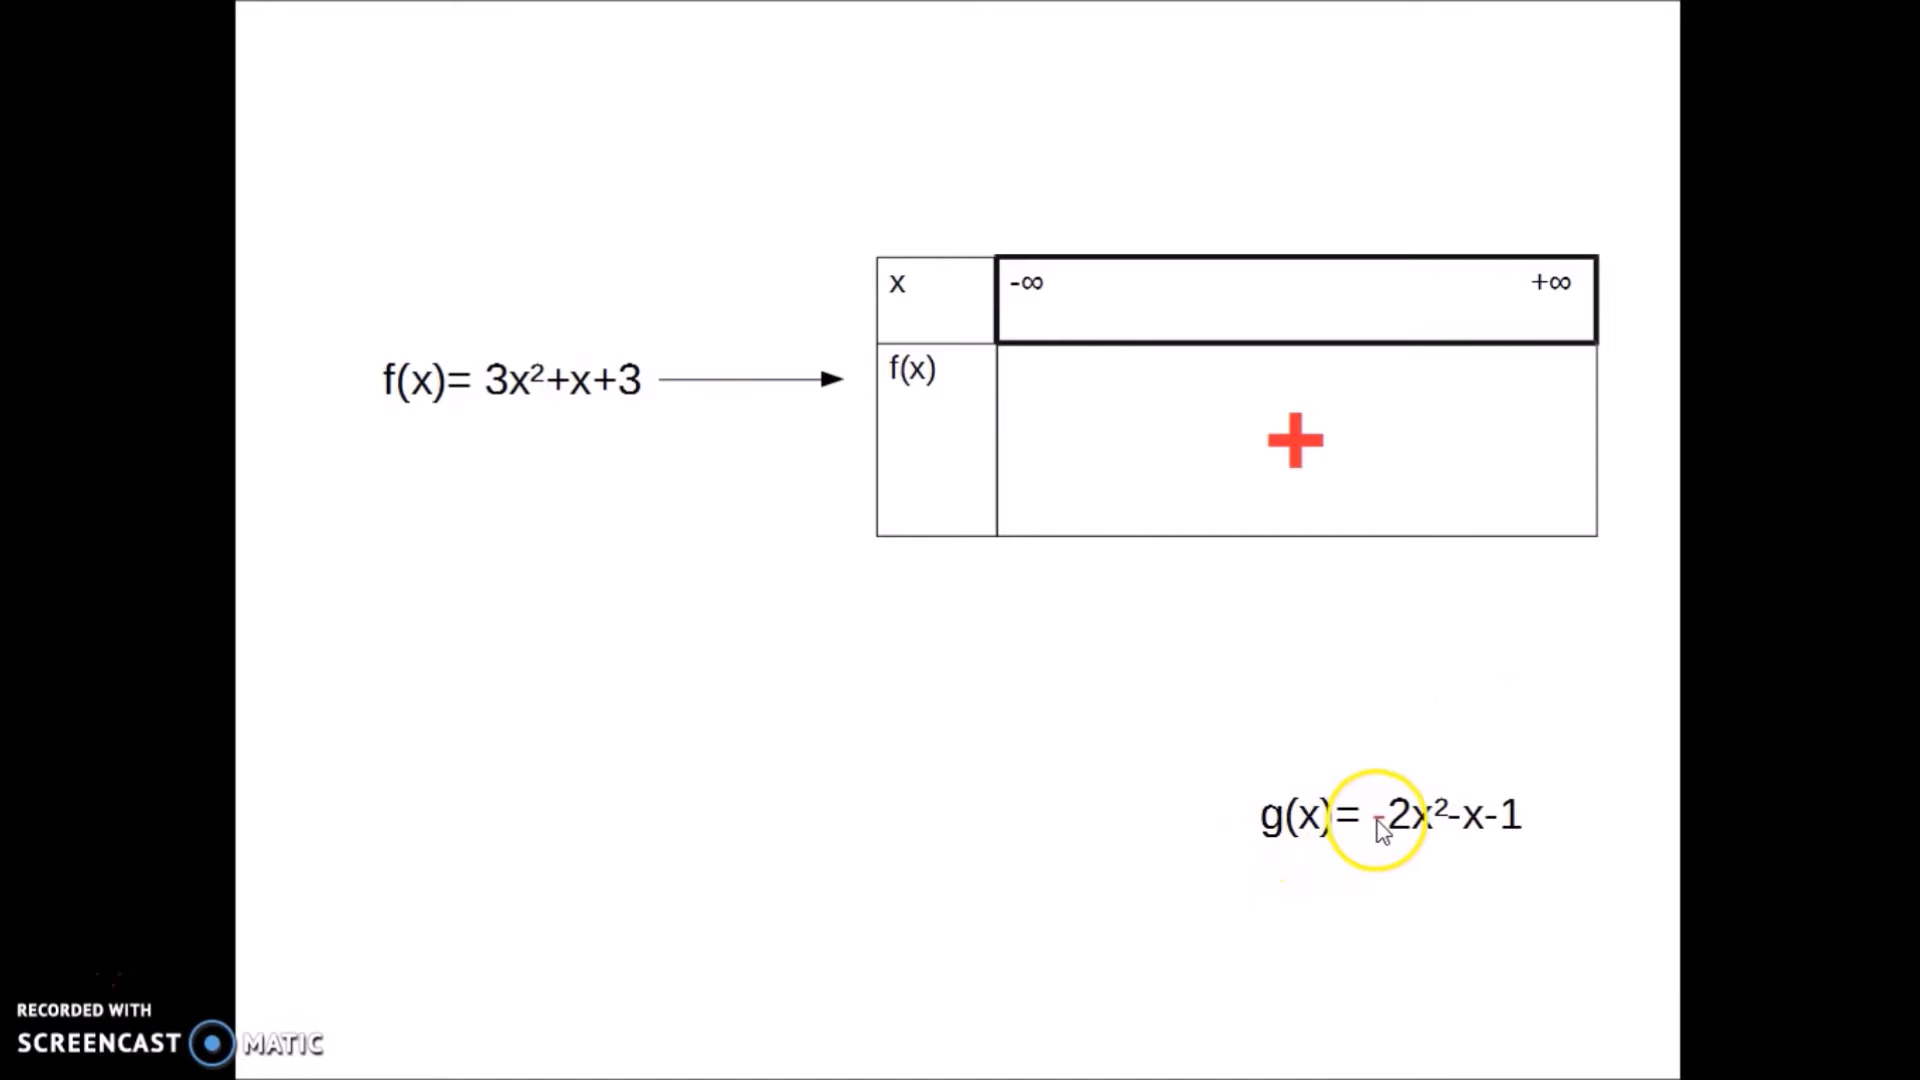 x -∞ +∞
f(x)= 3x²+x+3
f(x)
+
g(x)= -2x²-x-1
RECORDED WITH
SCREENCAST MATIC